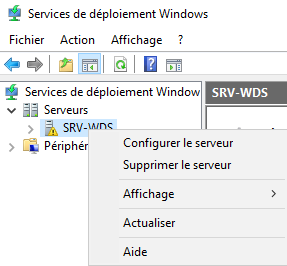 Services de déploiement Windows
Fichier Action Affichage ?
Services de déploiement Window
SRV-WDS
Serveurs
SRV-WDS
Périphér
Configurer le serveur
Supprimer le serveur
Affichage
Actualiser
Aide